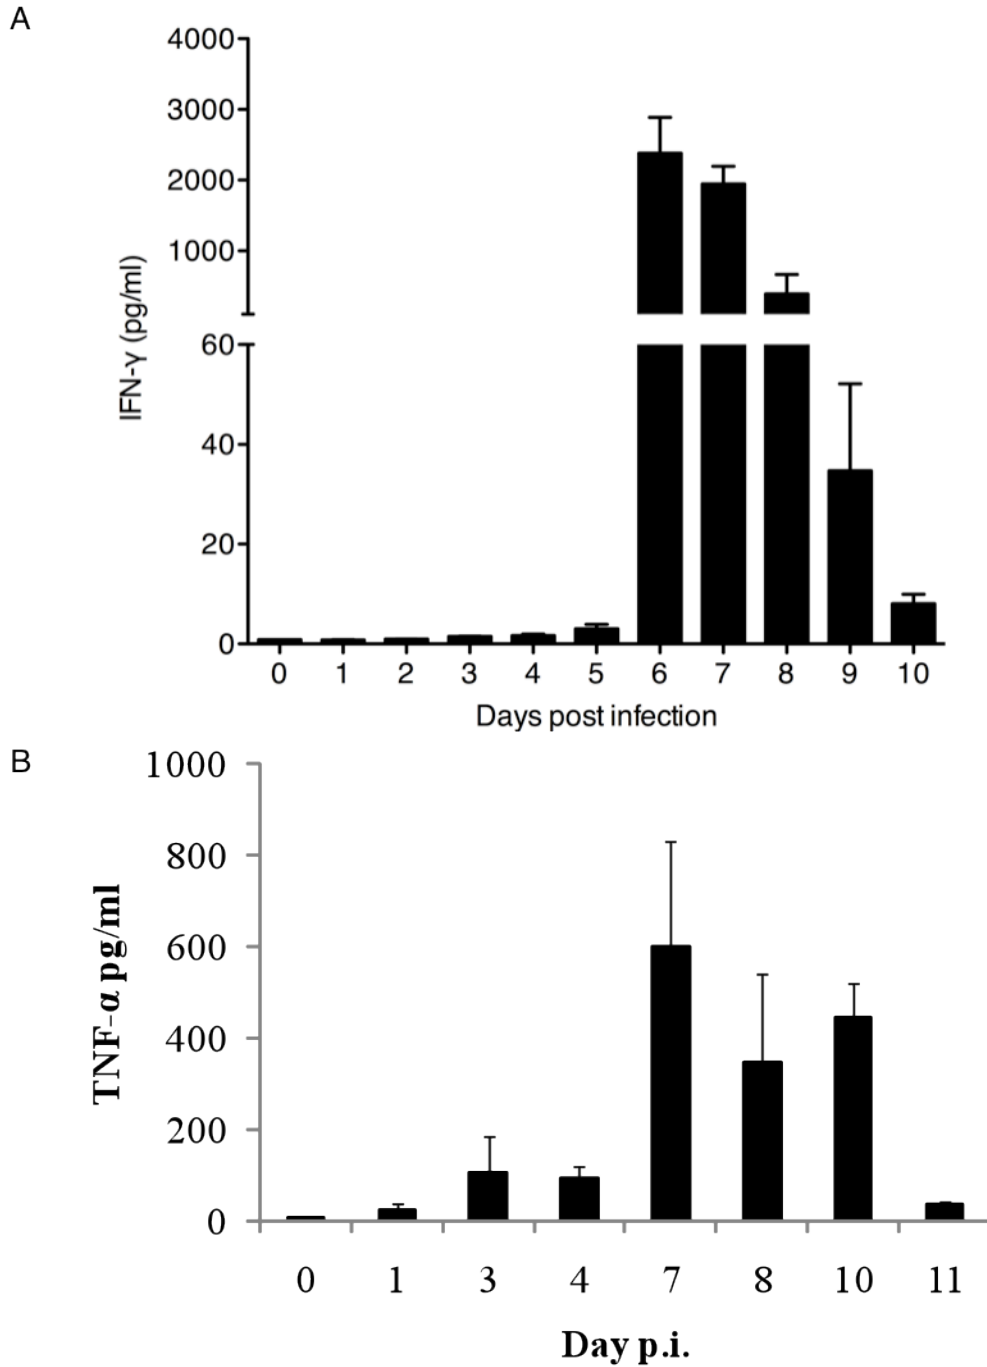 A
4000
3000
2000
1000
60
40
20
0
IFN-γ (pg/ml)
0 1 2 3 4 5 6 7 8 9 10
Days post infection
B
1000
800
600
400
200
0
TNF-α pg/ml
0 1 3 4 7 8 10 11
Day p.i.